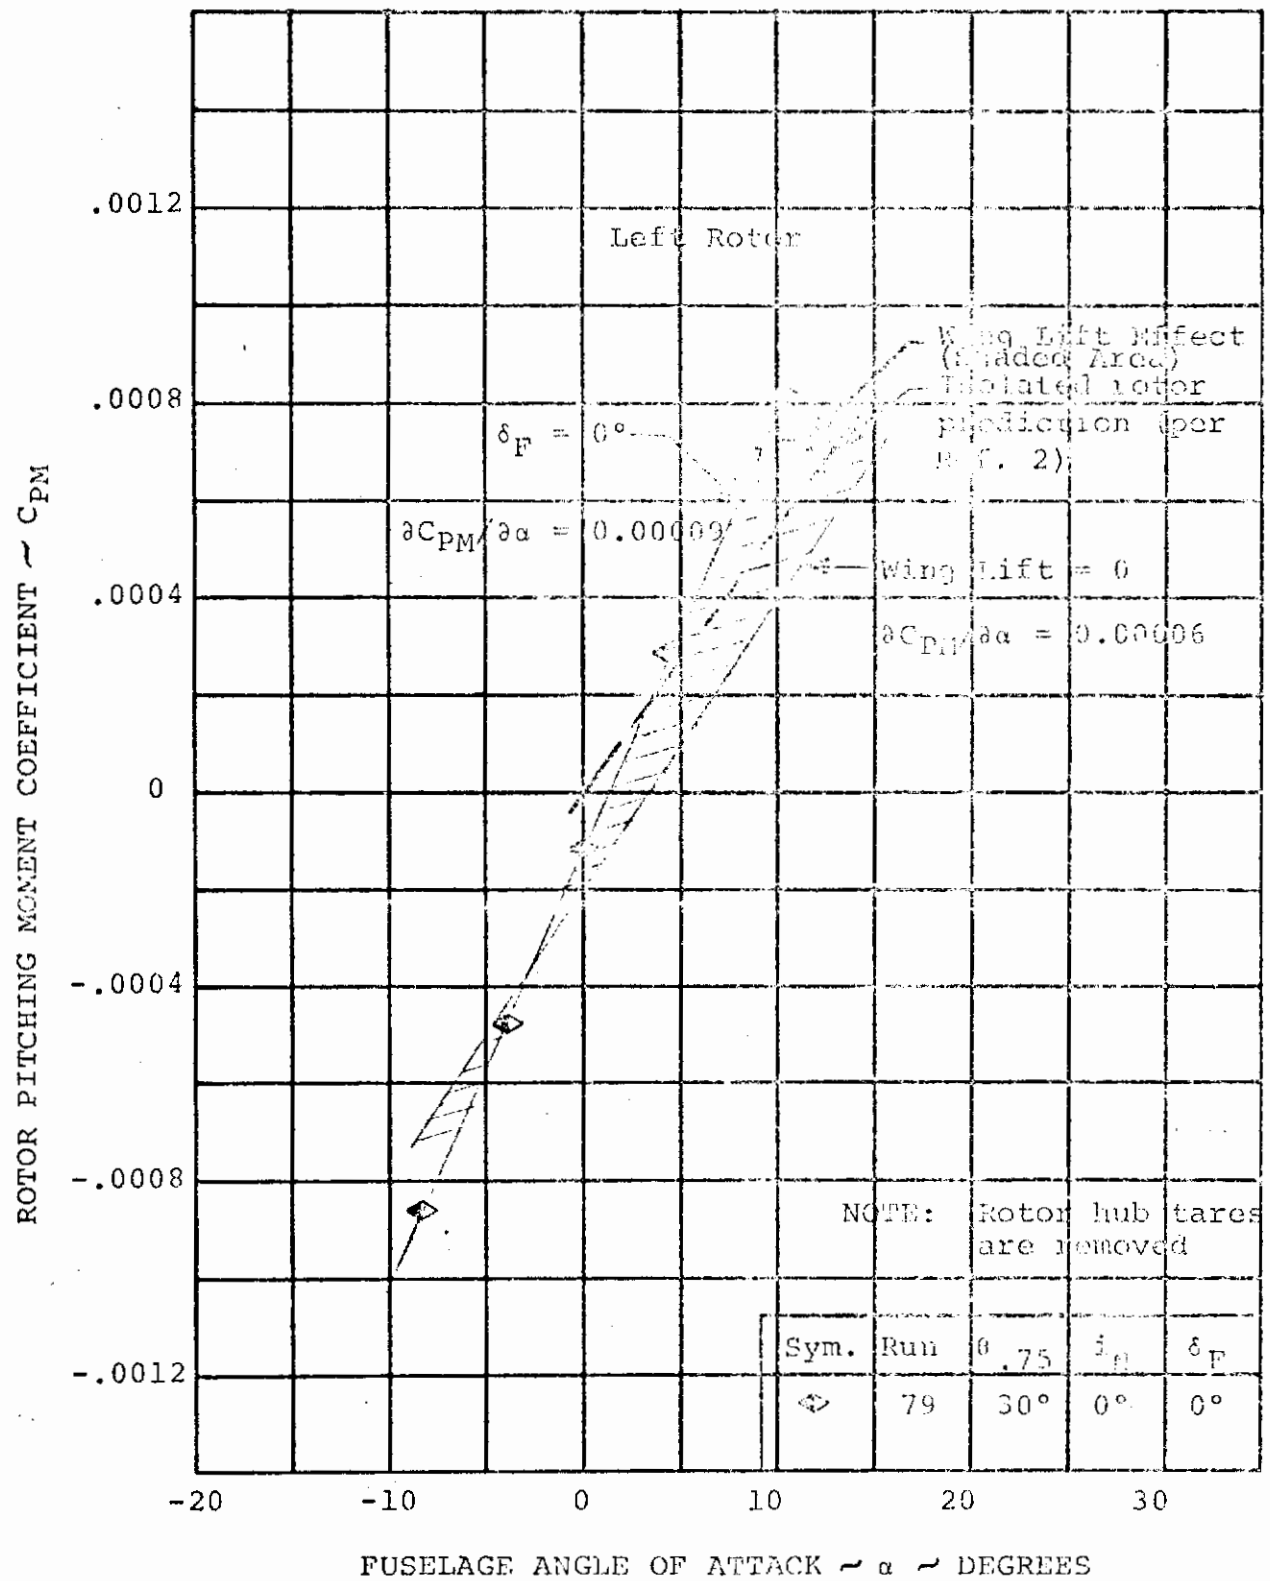 .0012
Left Rotor
Wing Lift Effect
(Shaded Area)
.0008
Isolated rotor
prediction (per
Ref. 2)
δF = 0°
∂CPM/∂α = 0.00009
Wing Lift = 0
.0004
∂CPM/∂α = 0.00006
0
-.0004
-.0008
NOTE: Rotor hub tares
are removed
Sym. Run θ.75 δF
-.0012
79 30° 0° 0°
-20 -10 0 10 20 30
FUSELAGE ANGLE OF ATTACK ~ α ~ DEGREES
ROTOR PITCHING MOMENT COEFFICIENT ~ CPM